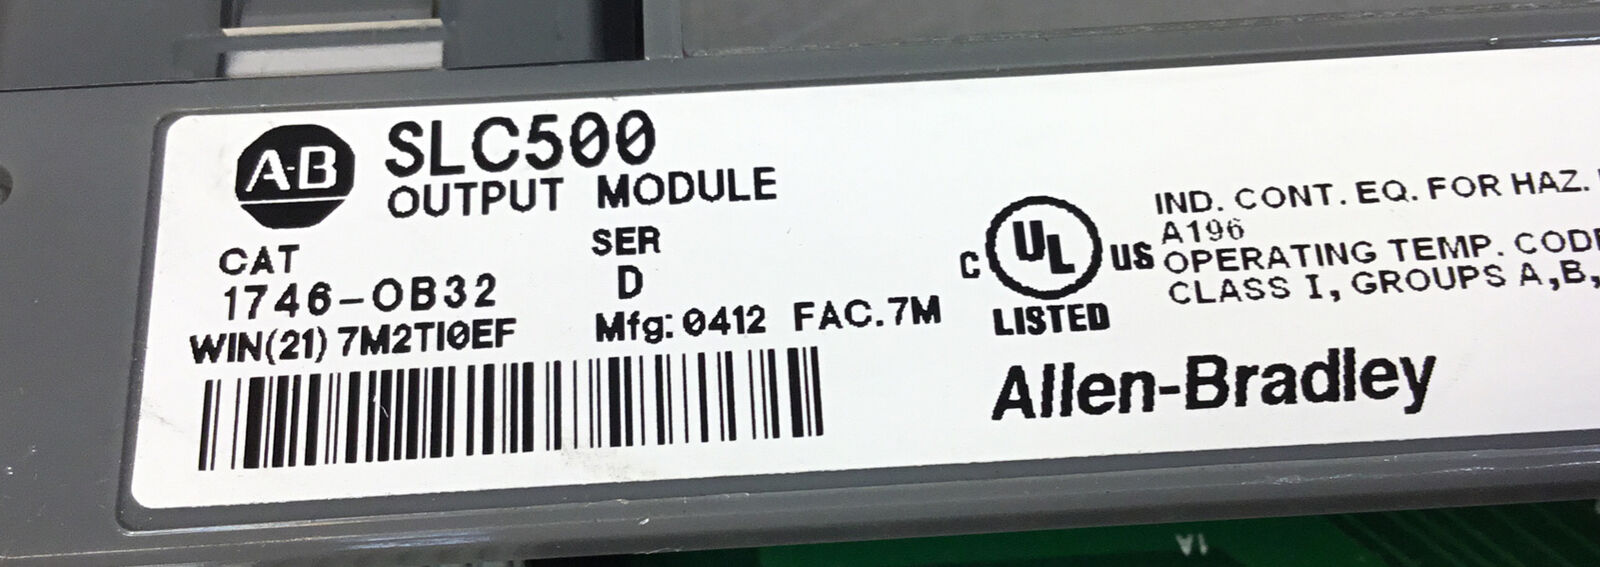 A-B
SLC500
OUTPUT MODULE
CAT
1746-OB32
SER
D
WIN(21) 7M2TI0EF
Mfg: 0412 FAC.7M
C UL US
LISTED
IND. CONT. EQ. FOR HAZ.
A196
OPERATING TEMP. CODE
CLASS I, GROUPS A,B,
Allen-Bradley
1A